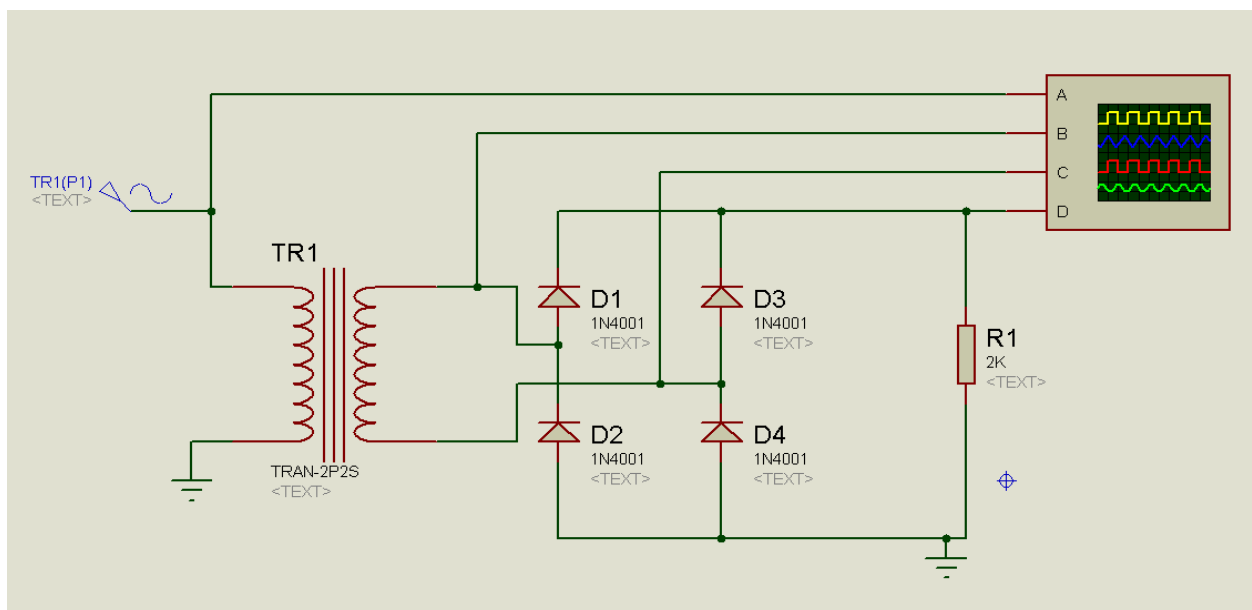 A
B
C
D
TR1(P1)
<TEXT>
TR1
TRAN-2P2S
<TEXT>
D1
1N4001
<TEXT>
D3
1N4001
<TEXT>
R1
2K
<TEXT>
D2
1N4001
<TEXT>
D4
1N4001
<TEXT>